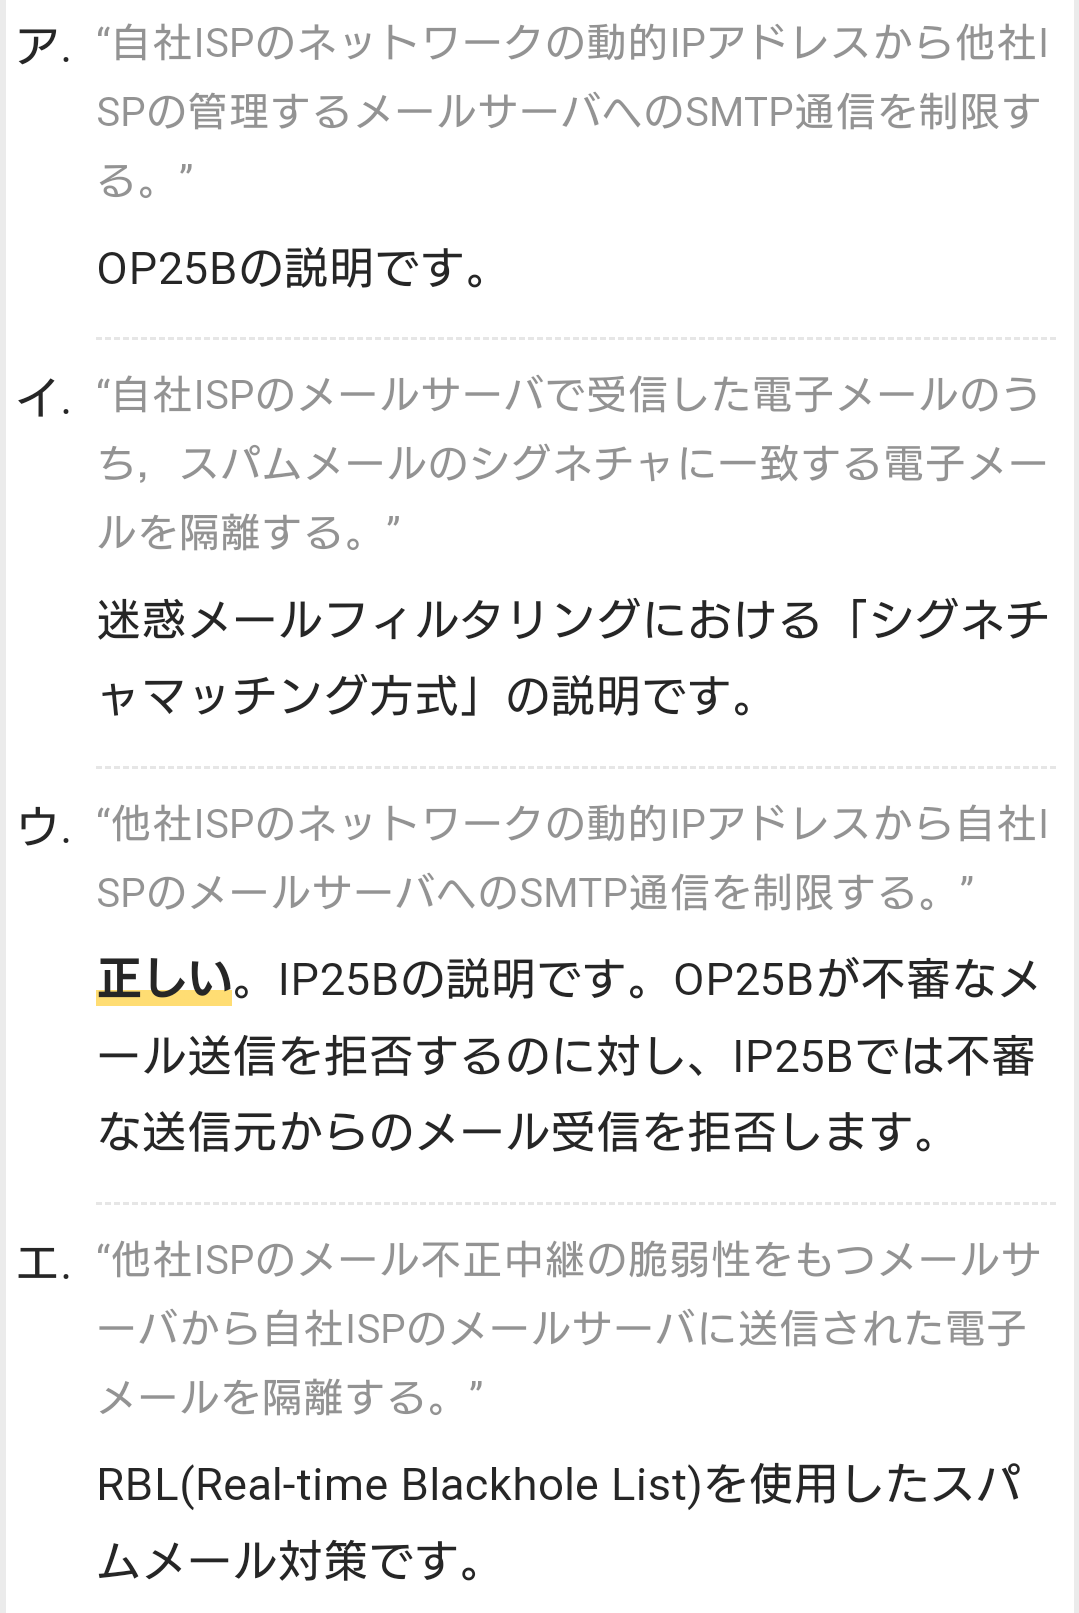 ア. “自社ISPのネットワークの動的IPアドレスから他社I
SPの管理するメールサーバへのSMTP通信を制限す
る。”
OP25Bの説明です。
イ. “自社ISPのメールサーバで受信した電子メールのう
ち，スパムメールのシグネチャに一致する電子メー
ルを隔離する。”
迷惑メールフィルタリングにおける「シグネチ
ャマッチング方式」の説明です。
ウ. “他社ISPのネットワークの動的IPアドレスから自社I
SPのメールサーバへのSMTP通信を制限する。”
正しい。IP25Bの説明です。OP25Bが不審なメ
ール送信を拒否するのに対し、IP25Bでは不審
な送信元からのメール受信を拒否します。
エ. “他社ISPのメール不正中継の脆弱性をもつメールサ
ーバから自社ISPのメールサーバに送信された電子
メールを隔離する。”
RBL(Real-time Blackhole List)を使用したスパ
ムメール対策です。